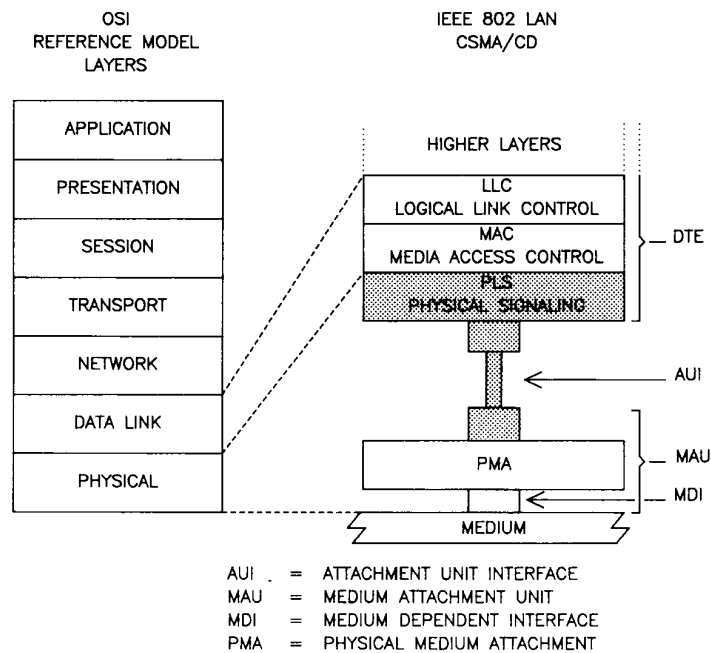 OSI
REFERENCE MODEL
LAYERS
APPLICATION
PRESENTATION
SESSION
TRANSPORT
NETWORK
DATA LINK
PHYSICAL
IEEE 802 LAN
CSMA/CD
HIGHER LAYERS
LLC
LOGICAL LINK CONTROL
MAC
MEDIA ACCESS CONTROL
PLS
PHYSICAL SIGNALING
DTE
AUI
PMA
MAU
MDI
MEDIUM
AUI = ATTACHMENT UNIT INTERFACE
MAU = MEDIUM ATTACHMENT UNIT
MDI = MEDIUM DEPENDENT INTERFACE
PMA = PHYSICAL MEDIUM ATTACHMENT